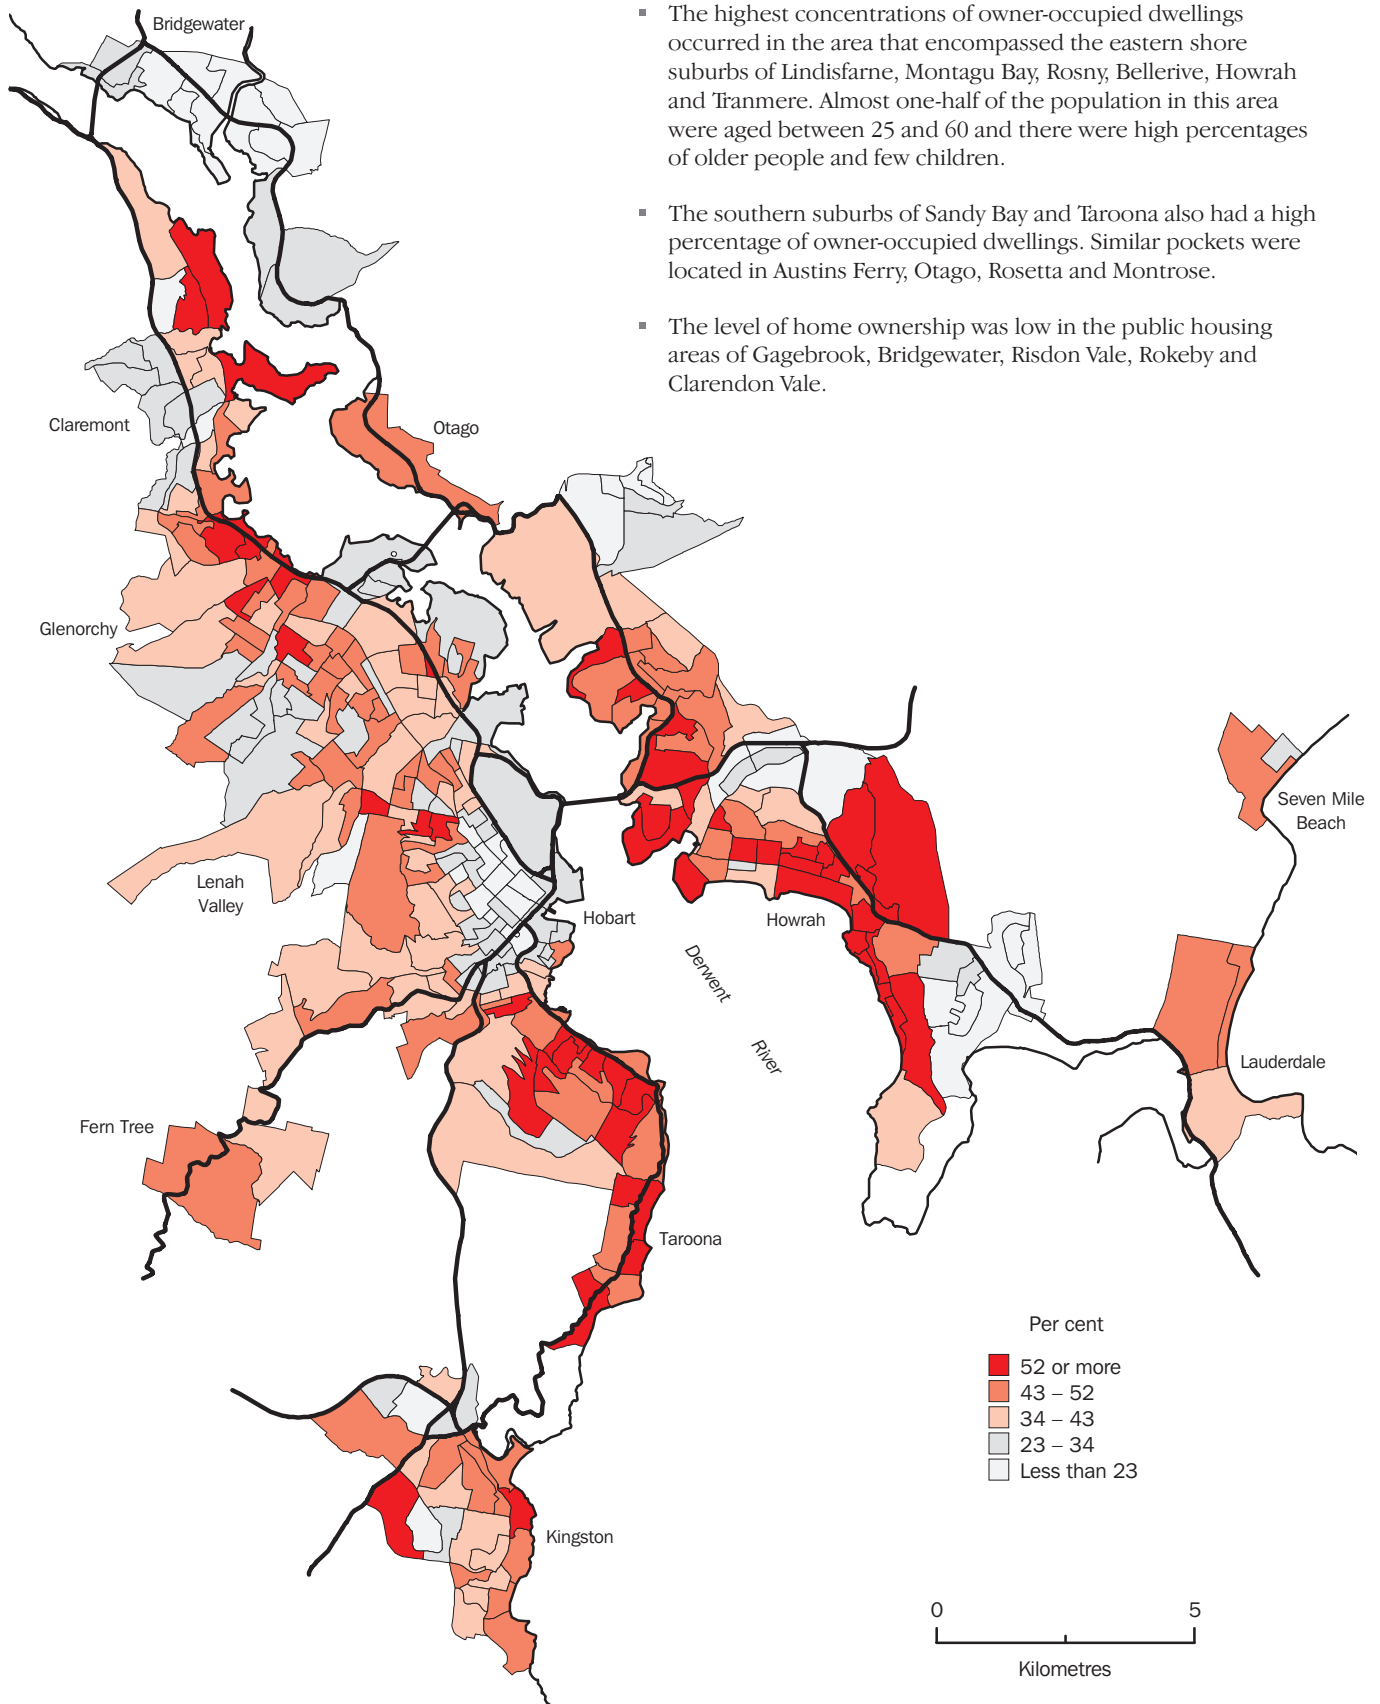 ▪ The highest concentrations of owner-occupied dwellings
occurred in the area that encompassed the eastern shore
suburbs of Lindisfarne, Montagu Bay, Rosny, Bellerive, Howrah
and Tranmere. Almost one-half of the population in this area
were aged between 25 and 60 and there were high percentages
of older people and few children.
▪ The southern suburbs of Sandy Bay and Taroona also had a high
percentage of owner-occupied dwellings. Similar pockets were
located in Austins Ferry, Otago, Rosetta and Montrose.
▪ The level of home ownership was low in the public housing
areas of Gagebrook, Bridgewater, Risdon Vale, Rokeby and
Clarendon Vale.
Bridgewater
Claremont
Otago
Glenorchy
Seven Mile
Beach
Lenah
Valley
Hobart
Howrah
Derwent
River
Lauderdale
Fern Tree
Taroona
Kingston
Per cent
52 or more
43 – 52
34 – 43
23 – 34
Less than 23
0 5
Kilometres